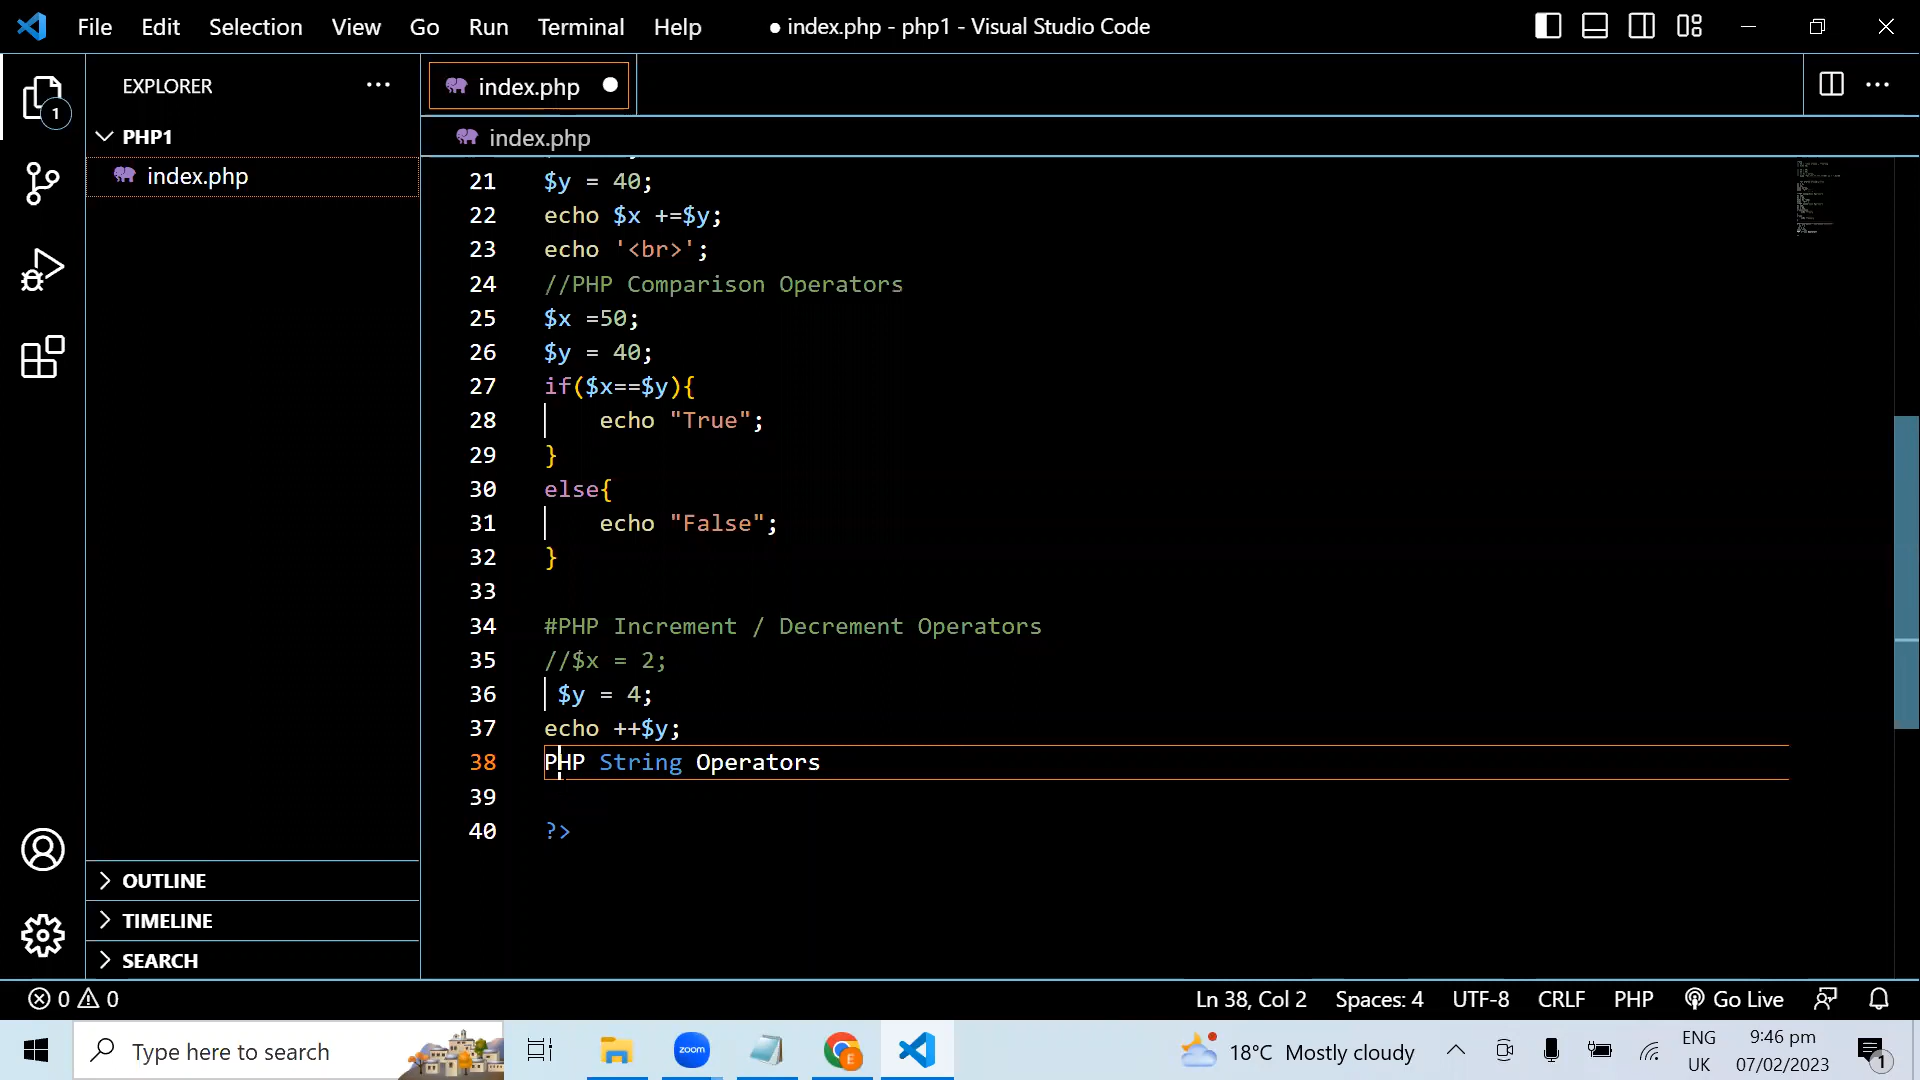 File Edit Selection View Go Run Terminal Help ● index.php - php1 - Visual Studio Code
EXPLORER
index.php
1
PHP1
index.php
index.php
21 $y = 40;
22 echo $x +=$y;
23 echo '<br>';
24 //PHP Comparison Operators
25 $x =50;
26 $y = 40;
27 if($x==$y){
28 echo "True";
29 }
30 else{
31 echo "False";
32 }
33
34 #PHP Increment / Decrement Operators
35 //$x = 2;
36 $y = 4;
37 echo ++$y;
38 PHP String Operators
39
40 ?>
OUTLINE
TIMELINE
SEARCH
0 0 Ln 38, Col 2 Spaces: 4 UTF-8 CRLF PHP Go Live
Type here to search
zoom
E
18°C Mostly cloudy
ENG
UK
9:46 pm
07/02/2023
1